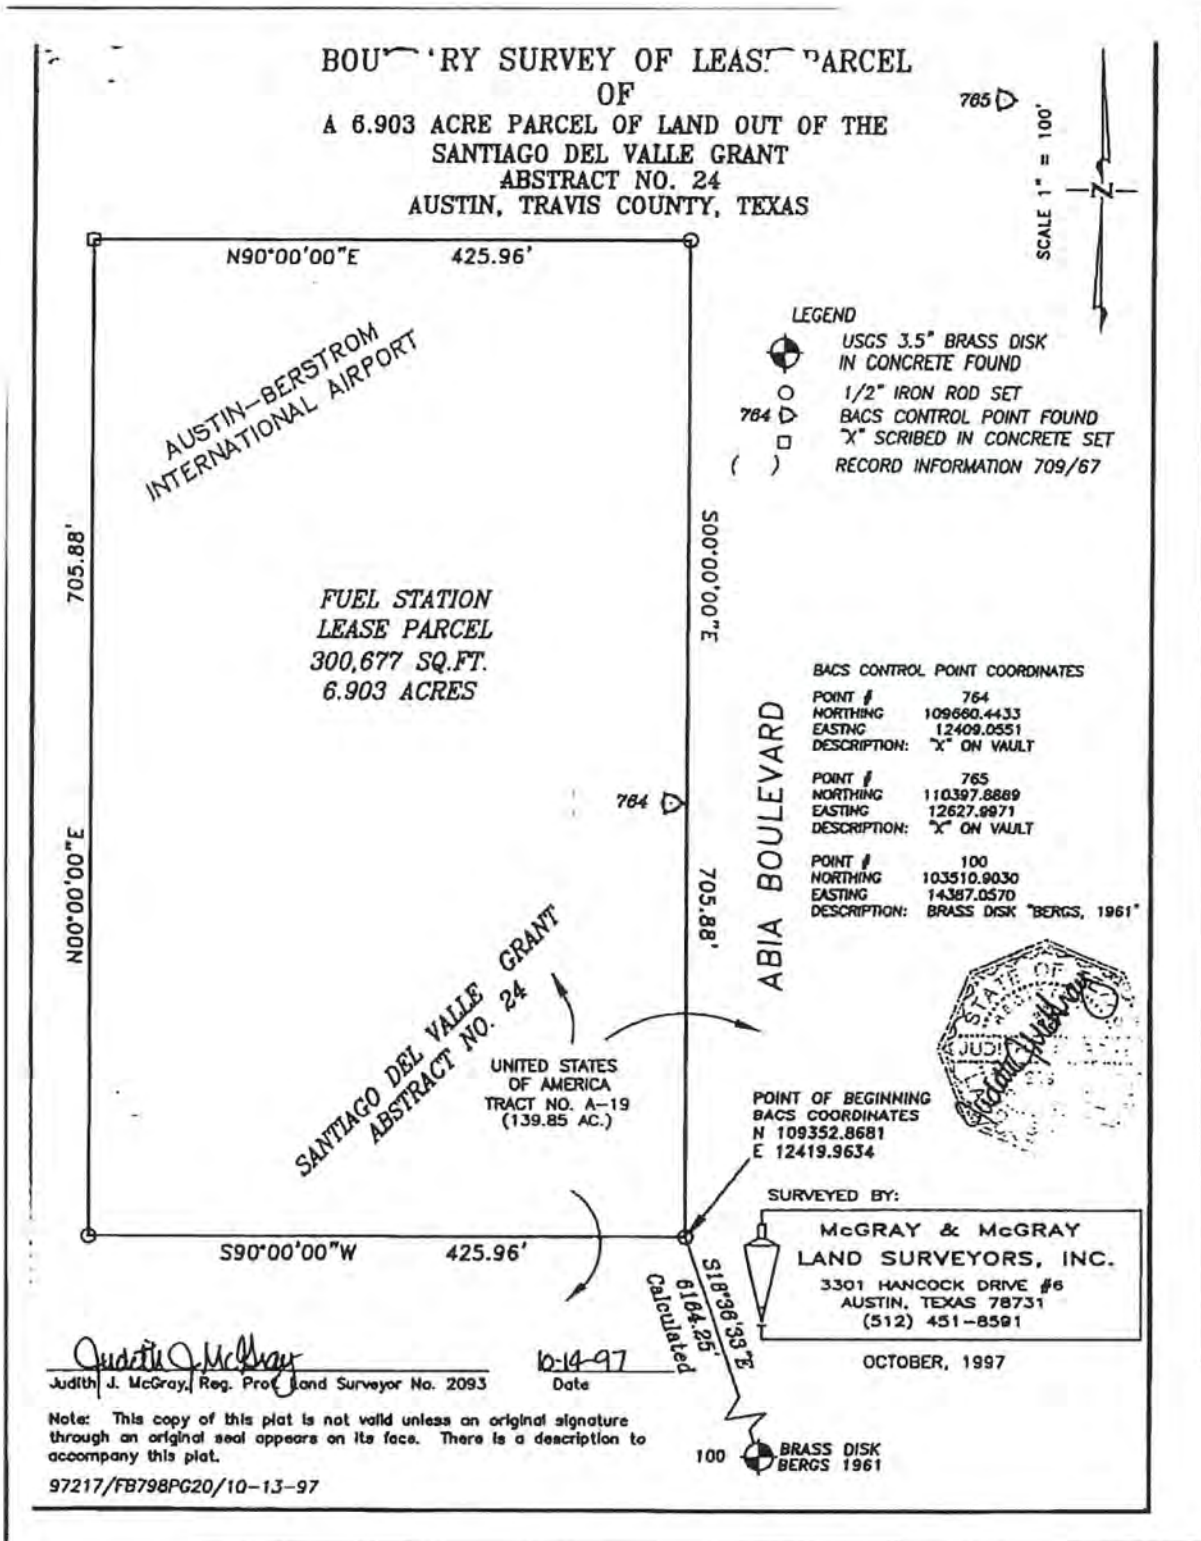 BOU RY SURVEY OF LEAS PARCEL
OF
A 6.903 ACRE PARCEL OF LAND OUT OF THE
SANTIAGO DEL VALLE GRANT
ABSTRACT NO. 24
AUSTIN, TRAVIS COUNTY, TEXAS
765
SCALE 1" = 100'
N
N90°00'00"E 425.96'
AUSTIN-BERSTROM
INTERNATIONAL AIRPORT
LEGEND
USGS 3.5" BRASS DISK
IN CONCRETE FOUND
1/2" IRON ROD SET
764 BACS CONTROL POINT FOUND
"X" SCRIBED IN CONCRETE SET
( ) RECORD INFORMATION 709/67
705.88'
N00°00'00"E
FUEL STATION
LEASE PARCEL
300,677 SQ.FT.
6.903 ACRES
S00°00'00"E
705.88'
764
ABIA BOULEVARD
BACS CONTROL POINT COORDINATES
POINT # 764
NORTHING 109660.4433
EASTNG 12409.0551
DESCRIPTION: "X" ON VAULT
POINT # 765
NORTHING 110397.8889
EASTING 12627.9971
DESCRIPTION: "X" ON VAULT
POINT # 100
NORTHING 103510.9030
EASTING 14387.0570
DESCRIPTION: BRASS DISK "BERGS, 1961"
SANTIAGO DEL VALLE GRANT
ABSTRACT NO. 24
UNITED STATES
OF AMERICA
TRACT NO. A-19
(139.85 AC.)
STATE OF
POINT OF BEGINNING
BACS COORDINATES
N 109352.8681
E 12419.9634
S90°00'00"W 425.96'
S18°36'33"E
6164.25'
Calculated
SURVEYED BY:
McGRAY & McGRAY
LAND SURVEYORS, INC.
3301 HANCOCK DRIVE #6
AUSTIN, TEXAS 78731
(512) 451-8591
OCTOBER, 1997
Judith J. McGray 10-14-97
Judith J. McGray, Reg. Prof. Land Surveyor No. 2093 Date
Note: This copy of this plat is not valid unless an original signature
through an original seal appears on its face. There is a description to
accompany this plat.
97217/FB798PG20/10-13-97
100 BRASS DISK
BERGS 1961